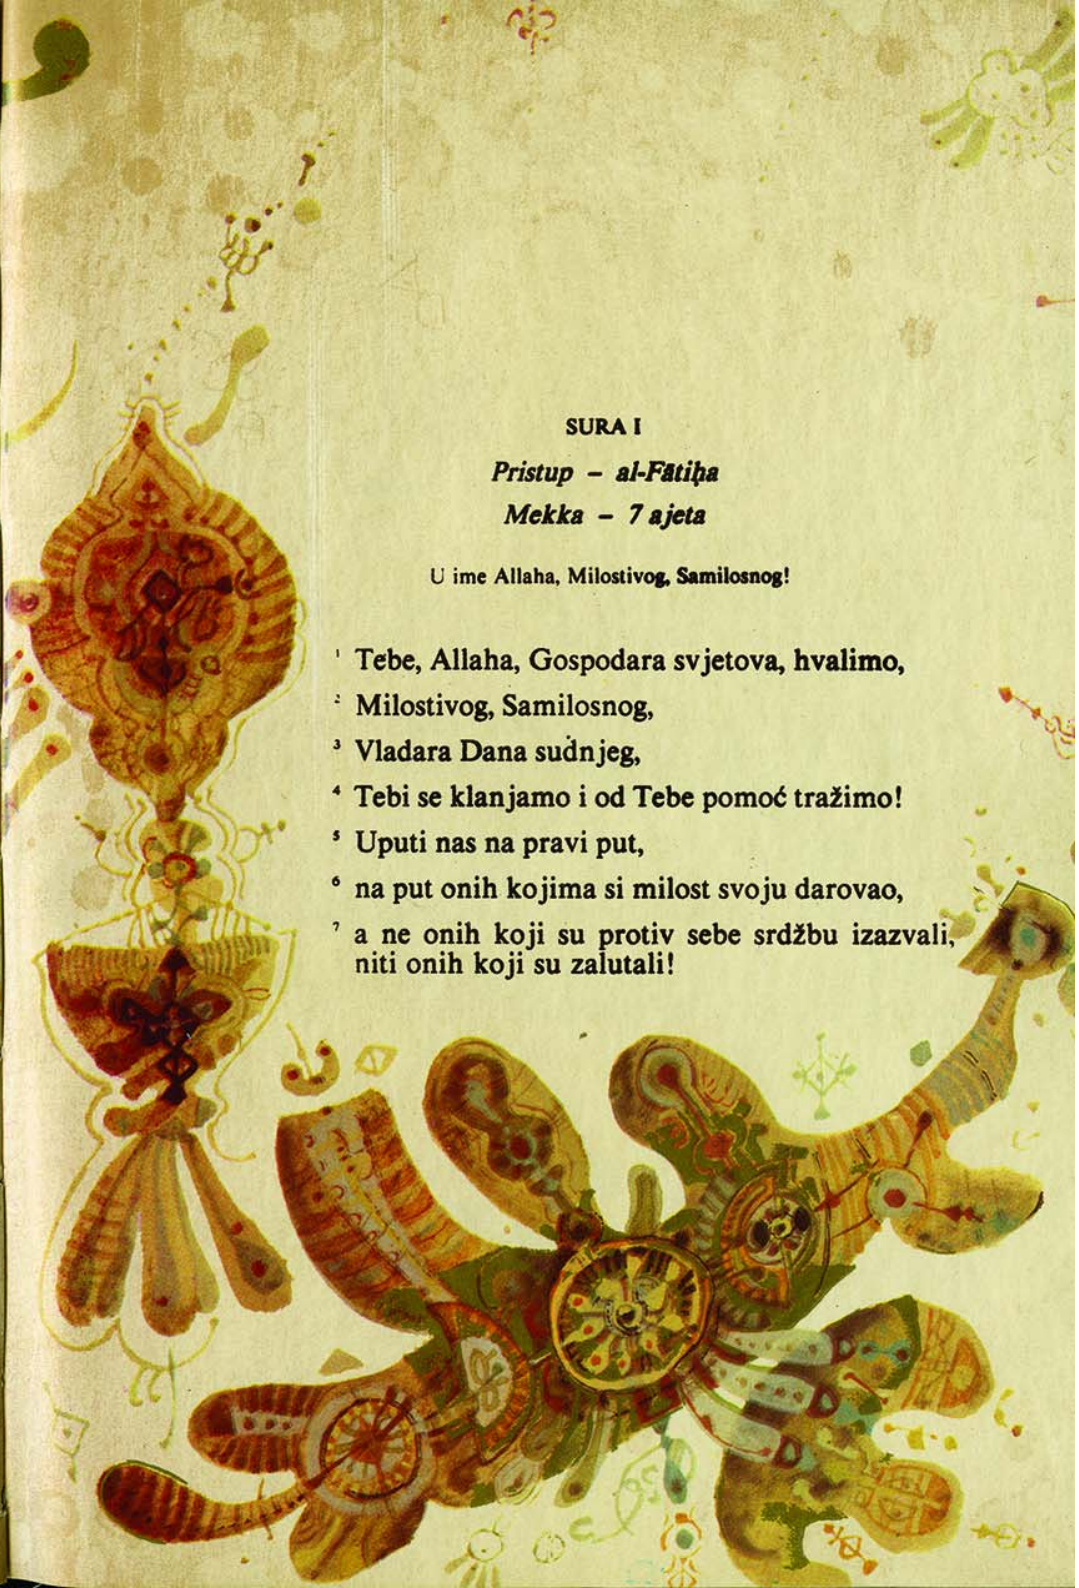 SURA I
Pristup – al-Fātiḥa
Mekka – 7 ajeta
U ime Allaha, Milostivog, Samilosnog!
¹ Tebe, Allaha, Gospodara svjetova, hvalimo,
² Milostivog, Samilosnog,
³ Vladara Dana sudnjeg,
⁴ Tebi se klanjamo i od Tebe pomoć tražimo!
⁵ Uputi nas na pravi put,
⁶ na put onih kojima si milost svoju darovao,
⁷ a ne onih koji su protiv sebe srdžbu izazvali,
niti onih koji su zalutali!